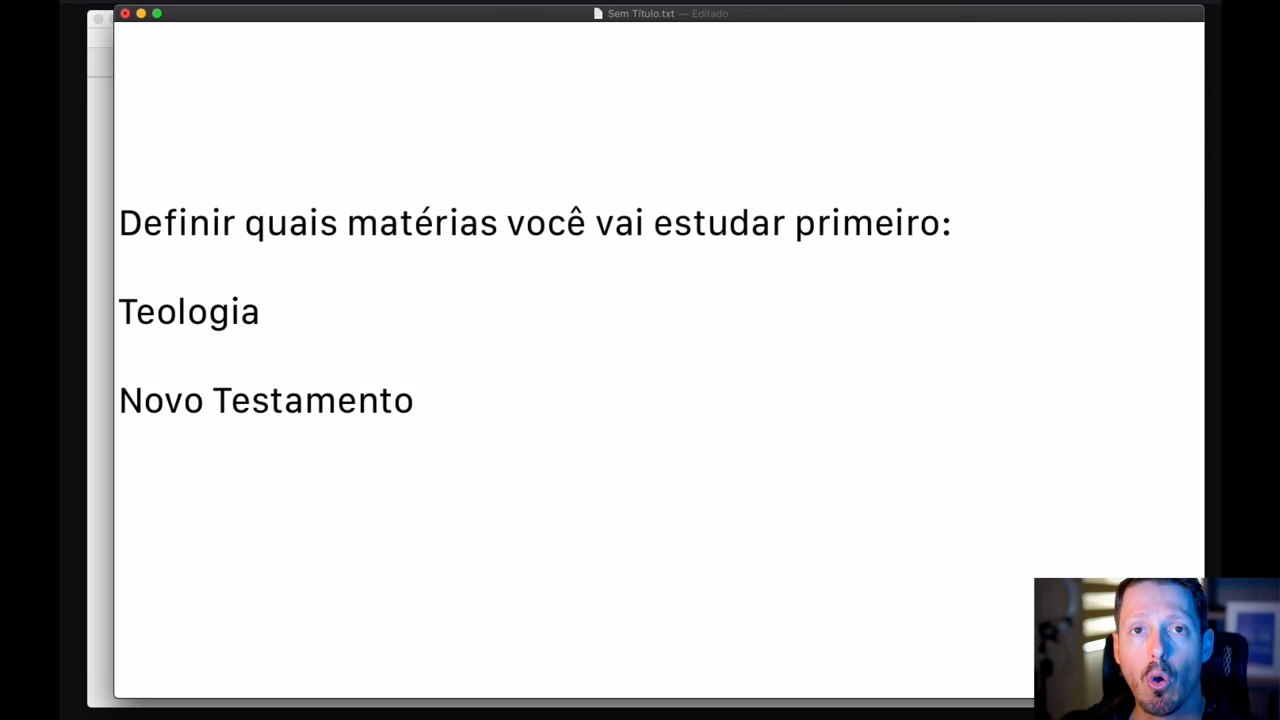 Sem Título.txt — Editado
Definir quais matérias você vai estudar primeiro:
Teologia
Novo Testamento